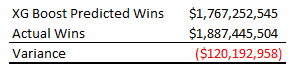 XG Boost Predicted Wins $1,767,252,545
Actual Wins $1,887,445,504
Variance ($120,192,958)